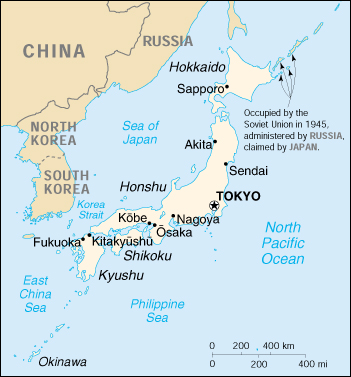 RUSSIA
CHINA
Hokkaido
Sapporo
Occupied by the
Soviet Union in 1945,
administered by RUSSIA,
claimed by JAPAN.
NORTH
KOREA
Sea of
Japan
Akita
Sendai
SOUTH
KOREA
Honshu
TOKYO
Korea
Strait
Kōbe
Nagoya
Ōsaka
Fukuoka
Kitakyūshū
Shikoku
Kyushu
North
Pacific
Ocean
East
China
Sea
Philippine
Sea
Okinawa
0 200 400 km
0 200 400 mi